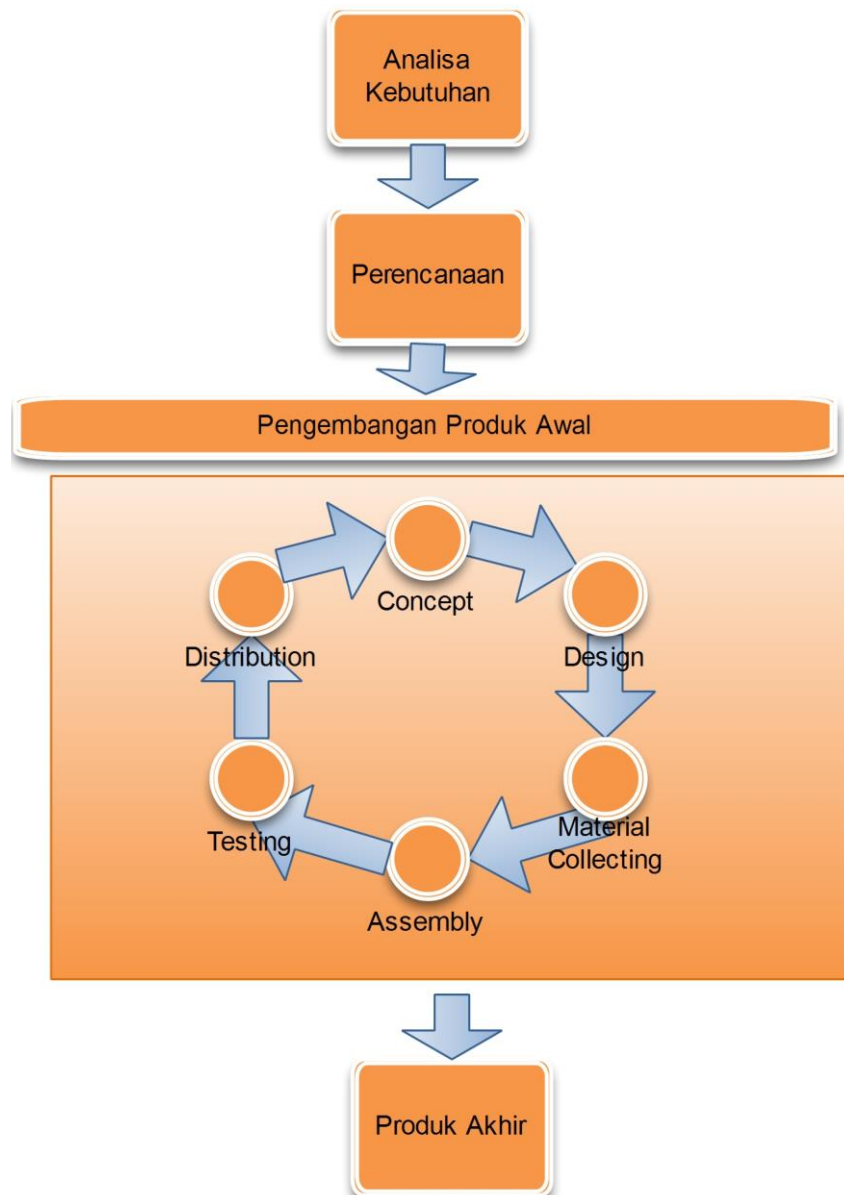 Analisa
Kebutuhan
Perencanaan
Pengembangan Produk Awal
Concept
Distribution
Design
Testing
Material
Collecting
Assembly
Produk Akhir